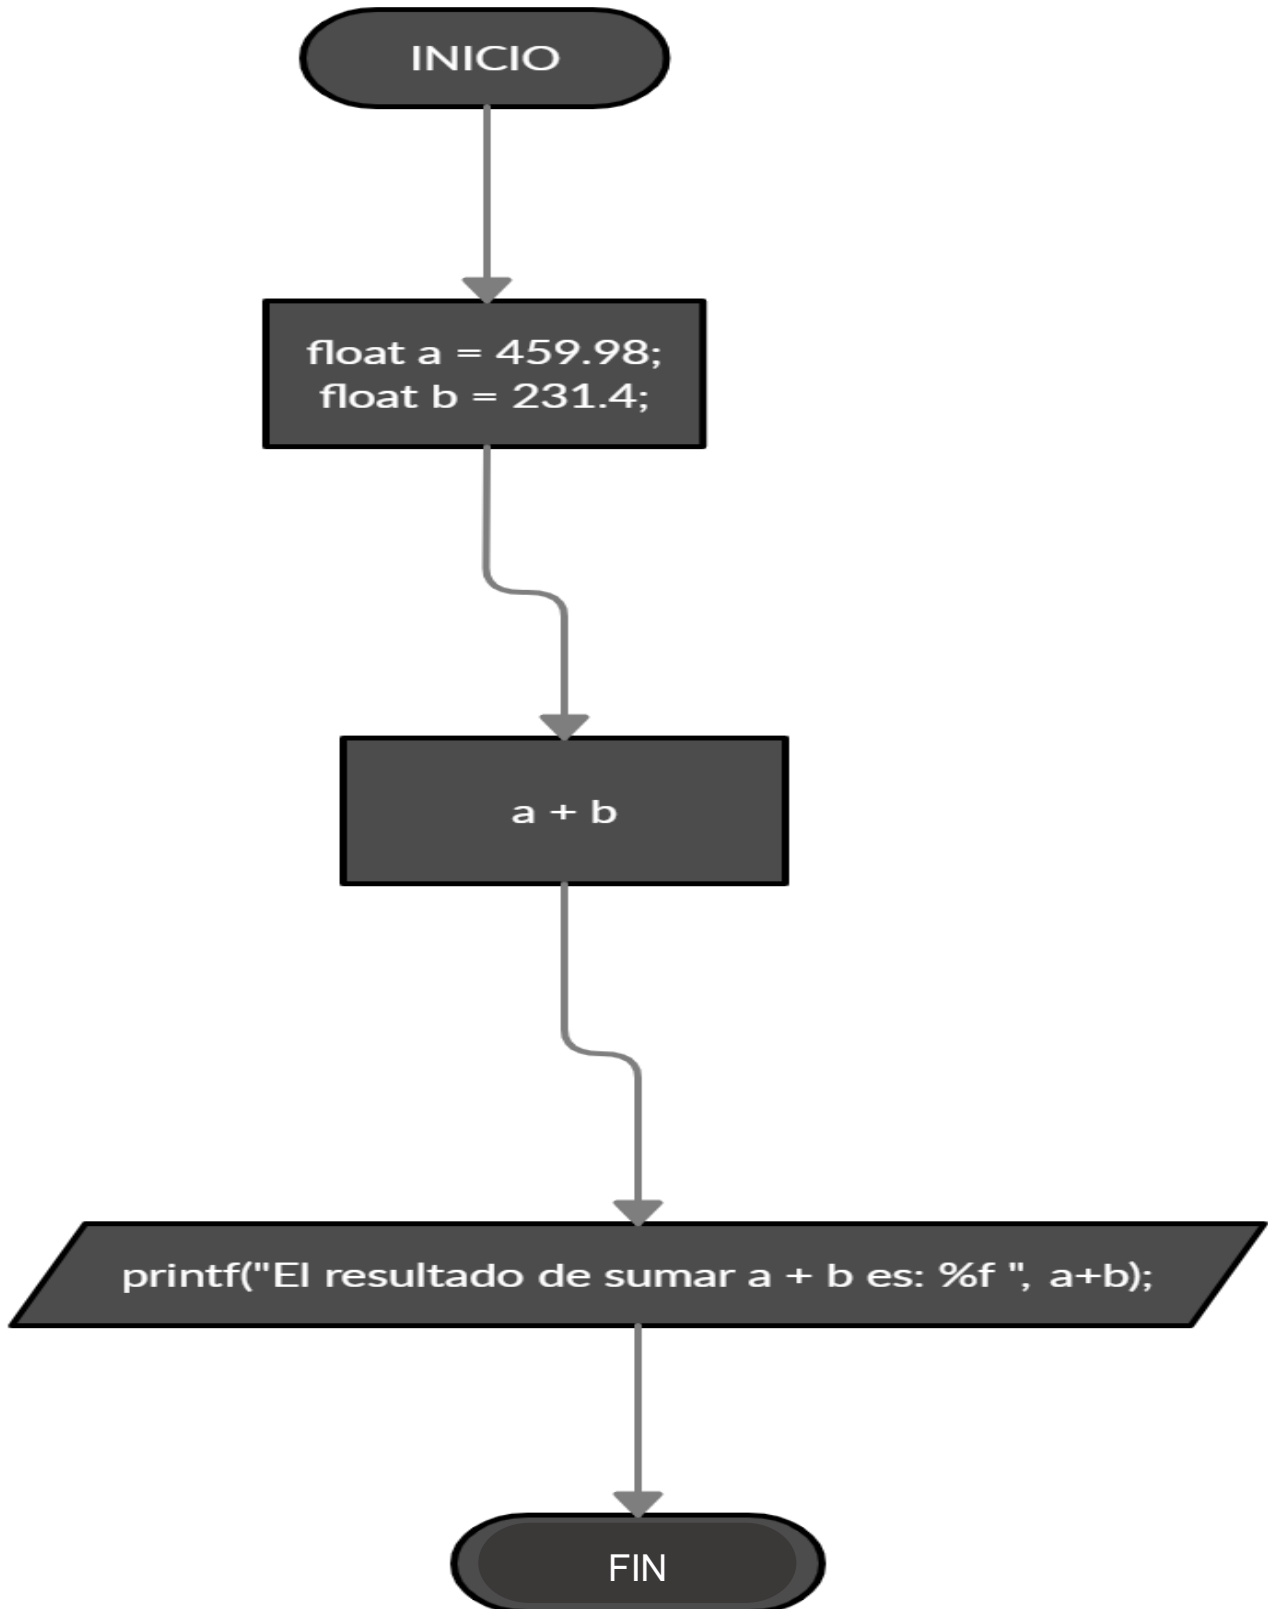 INICIO
float a = 459.98;
float b = 231.4;
a + b
printf("El resultado de sumar a + b es: %f ", a+b);
FIN